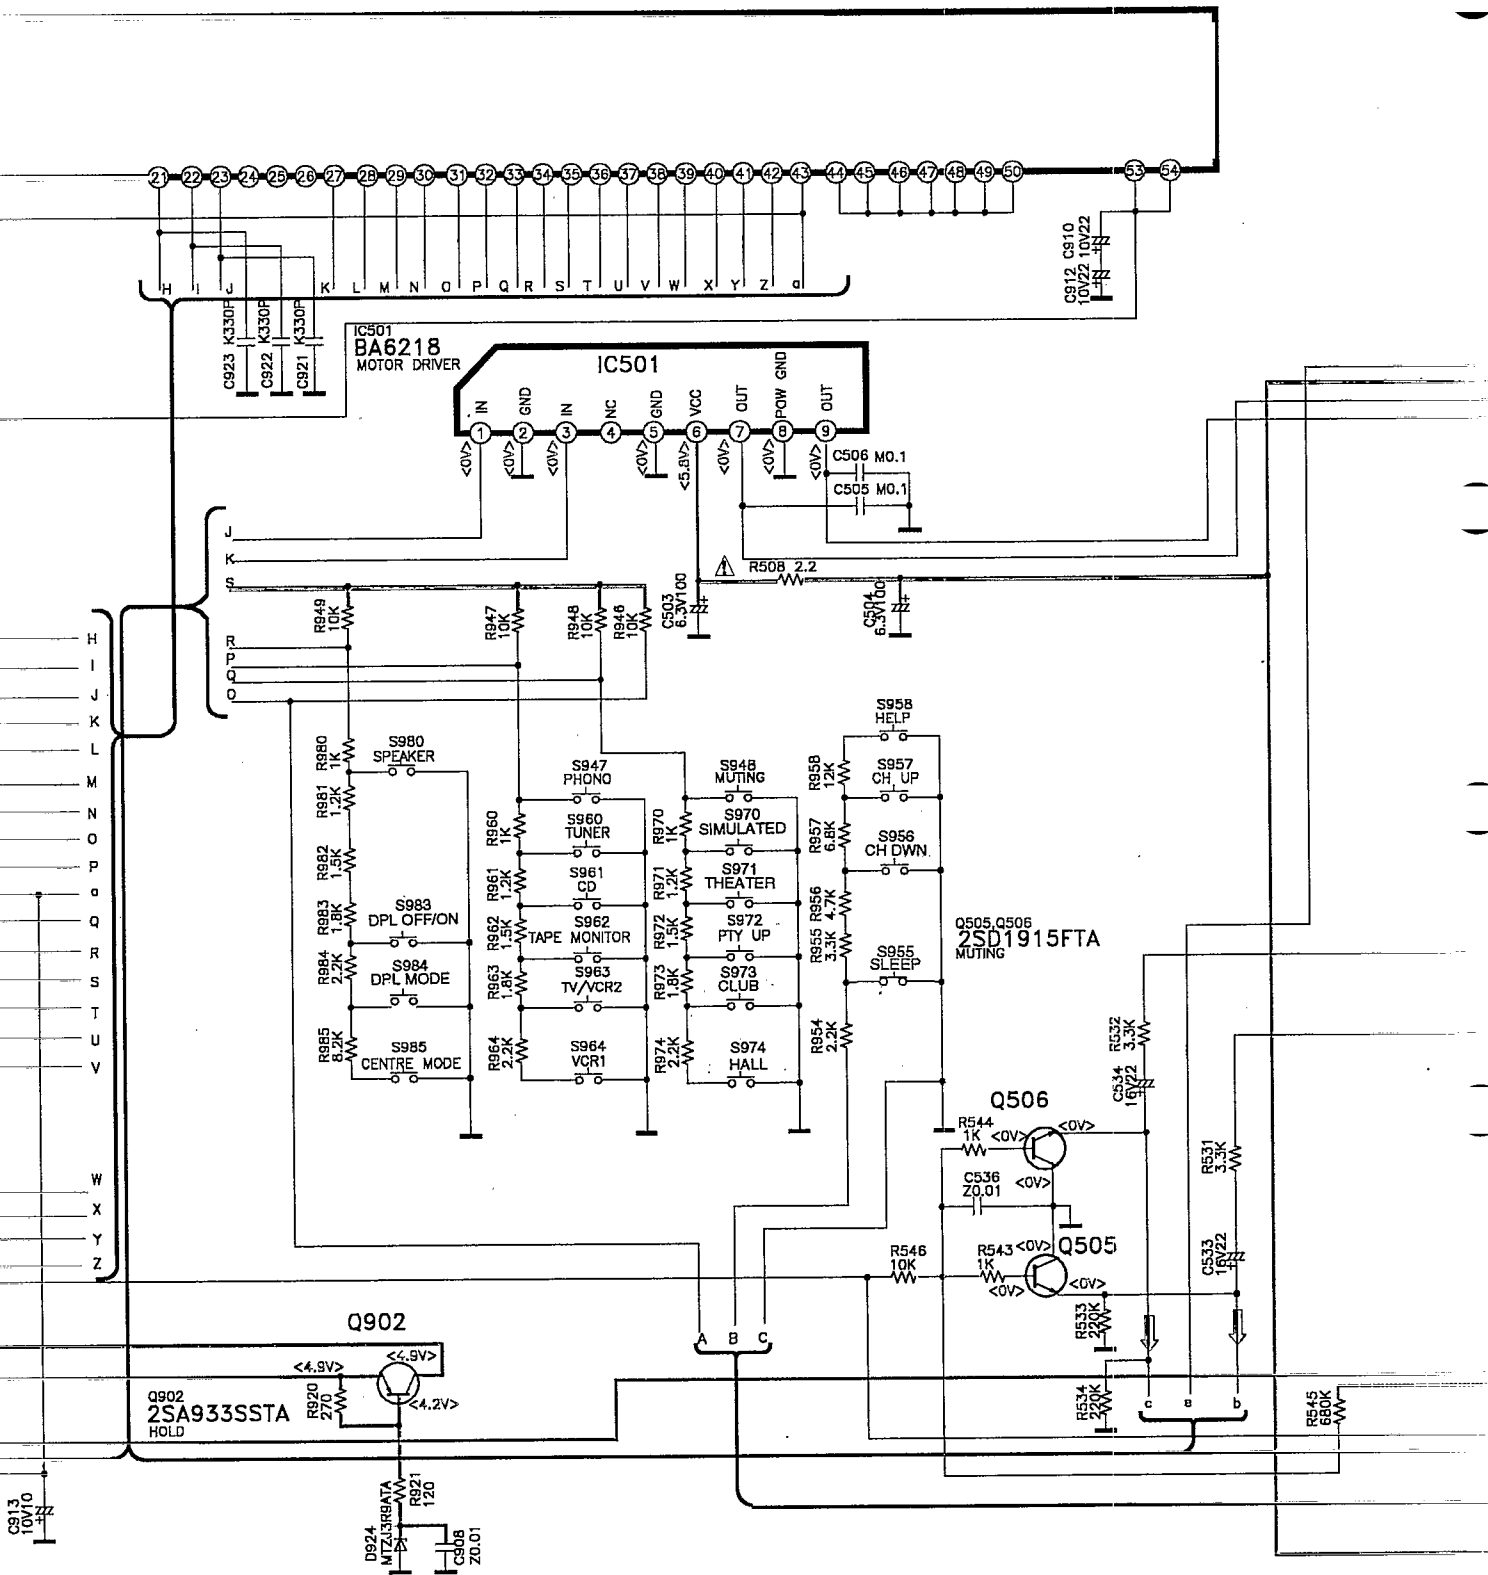 21 22 23 24 25 26 27 28 29 30 31 32 33 34 35 36 37 38 39 40 41 42 43 44 45 46 47 48 49 50 53 54
C910
10V22
C912
10V22
H I J K L M N O P Q R S T U V W X Y Z a
C923 K330P
C922 K330P
C921 K330P
IC501
BA6218
MOTOR DRIVER
IC501
IN GND IN NC GND VCC OUT POW GND OUT
1 2 3 4 5 6 7 8 9
<0V> <0V> <0V> <0V> <5.8V> <0V> <0V> <0V>
C506 M0.1
C505 M0.1
J
K
S
R508 2.2
C503
6.3V100
C504
6.3V100
R949
10K
R947
10K
R948
10K
R946
10K
R
P
Q
O
H
I
J
K
L
M
N
O
P
a
Q
R
S
T
U
V
W
X
Y
Z
R980
1K
S980
SPEAKER
R981
1.2K
R982
1.5K
R983
1.8K
S983
DPL OFF/ON
R984
2.2K
S984
DPL MODE
R985
8.2K
S985
CENTRE MODE
S947
PHONO
R960
1K
S960
TUNER
R961
1.2K
S961
CD
R962
1.5K
S962
TAPE MONITOR
R963
1.8K
S963
TV/VCR2
R964
2.2K
S964
VCR1
S948
MUTING
R970
1K
S970
SIMULATED
R971
1.2K
S971
THEATER
R972
1.5K
S972
PTY UP
R973
1.8K
S973
CLUB
R974
2.2K
S974
HALL
S958
HELP
R958
12K
S957
CH UP
R957
6.8K
S956
CH DWN
R956
4.7K
R955
3.3K
S955
SLEEP
R954
2.2K
Q505,Q506
2SD1915FTA
MUTING
R532
3.3K
C534
16V22
R531
3.3K
C533
16V22
Q506
R544
1K
<0V> <0V>
<0V>
C536
Z0.01
R546
10K
R543
1K
<0V>
Q505
<0V>
<0V>
R533
220K
R534
220K
R545
680K
A B C
c a b
Q902
<4.9V>
<4.9V>
<4.2V>
Q902
2SA933SSTA
HOLD
R920
270
R921
120
D924
MTZJ3R9ATA
C908
Z0.01
C913
10V10